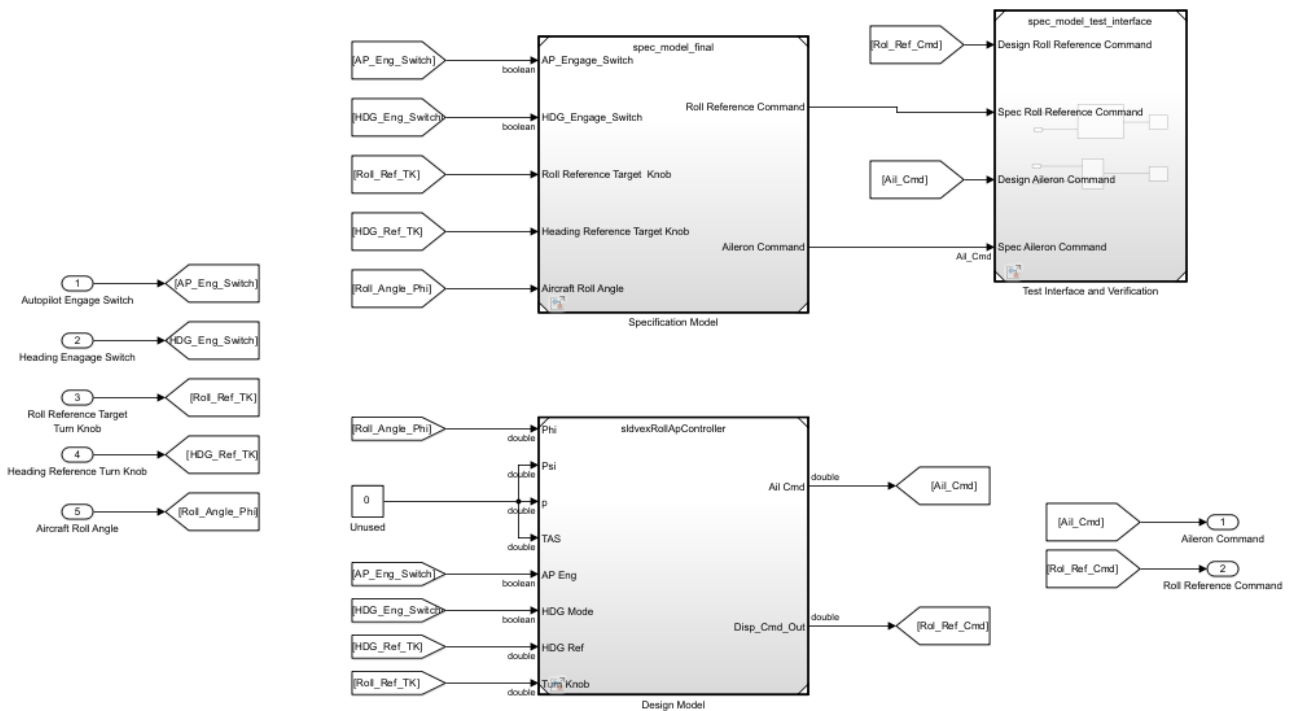 1
Autopilot Engage Switch
[AP_Eng_Switch]
2
Heading Enagage Switch
HDG_Eng_Switch]
3
Roll Reference Target
Turn Knob
[Roll_Ref_TK]
4
Heading Reference Turn Knob
[HDG_Ref_TK]
5
Aircraft Roll Angle
[Roll_Angle_Phi]
[AP_Eng_Switch]
boolean
[HDG_Eng_Switch]
boolean
[Roll_Ref_TK]
[HDG_Ref_TK]
[Roll_Angle_Phi]
spec_model_final
AP_Engage_Switch
HDG_Engage_Switch
Roll Reference Target Knob
Heading Reference Target Knob
Aircraft Roll Angle
Roll Reference Command
Aileron Command
Specification Model
[Rol_Ref_Cmd]
[Ail_Cmd]
Ail_Cmd
spec_model_test_interface
Design Roll Reference Command
Spec Roll Reference Command
Design Aileron Command
Spec Aileron Command
Test Interface and Verification
[Roll_Angle_Phi]
double
0
Unused
double
double
double
[AP_Eng_Switch]
boolean
[HDG_Eng_Switch]
boolean
[HDG_Ref_TK]
double
[Roll_Ref_TK]
double
sldvexRollApController
Phi
Psi
p
TAS
AP Eng
HDG Mode
HDG Ref
Turn Knob
Ail Cmd
Disp_Cmd_Out
Design Model
double
[Ail_Cmd]
double
[Rol_Ref_Cmd]
[Ail_Cmd]
1
Aileron Command
[Rol_Ref_Cmd]
2
Roll Reference Command